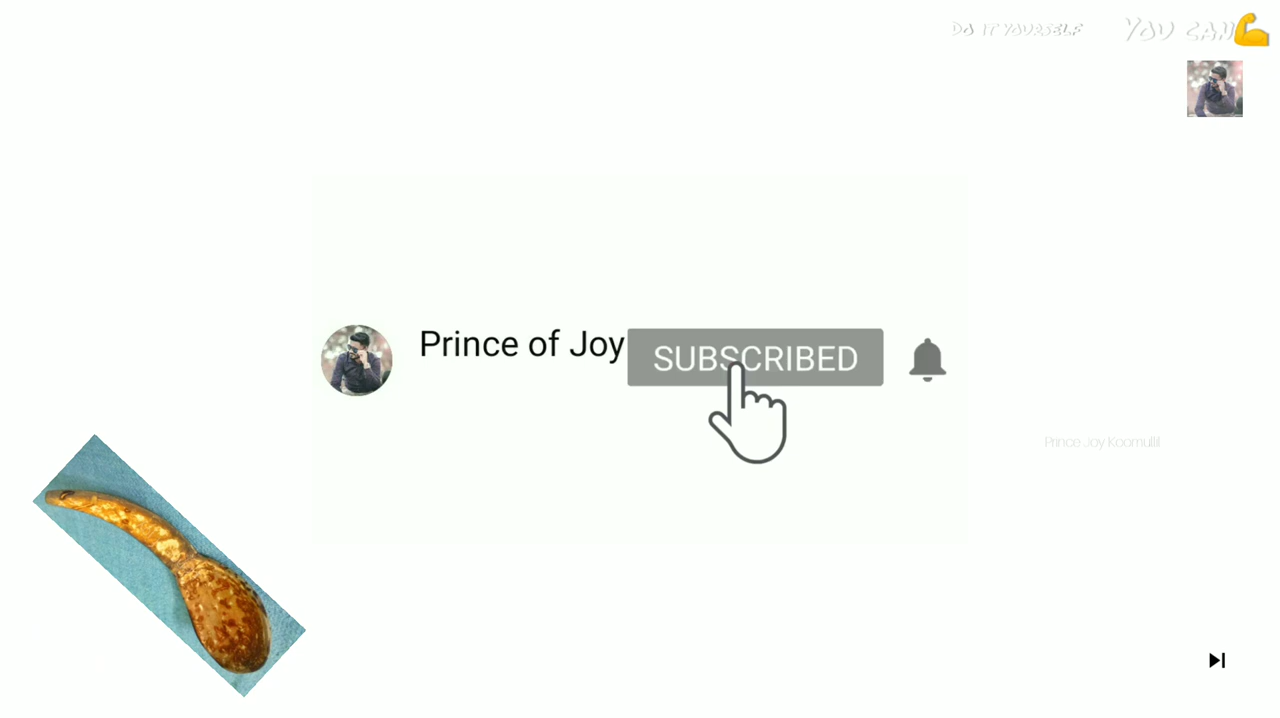 DO IT YOURSELF
YOU CAN💪
Prince of Joy
SUBSCRIBED
Prince Joy Koomullil